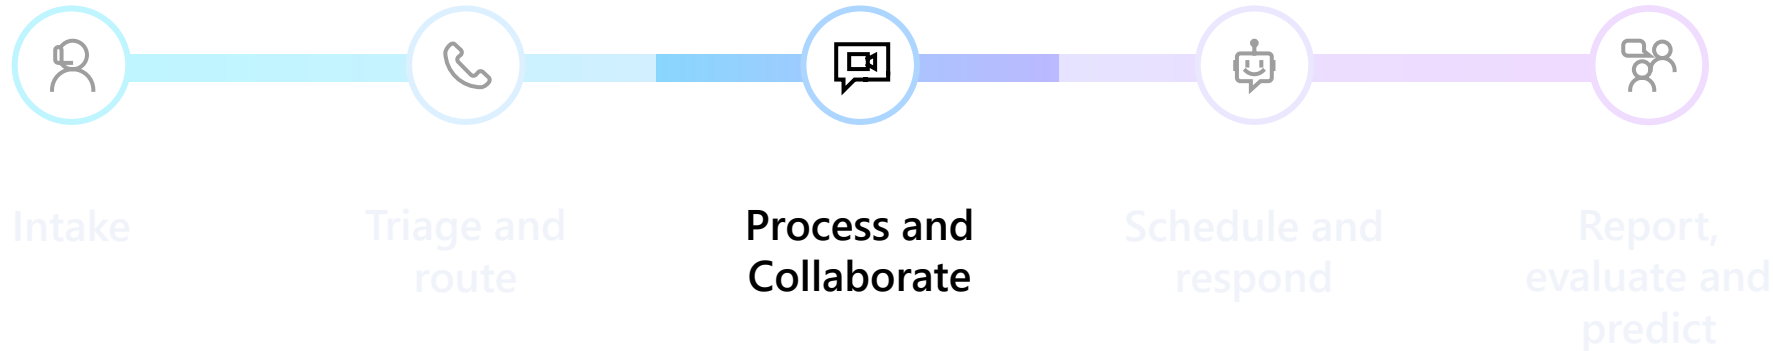 Intake
Triage and
route
Process and
Collaborate
Schedule and
respond
Report,
evaluate and
predict